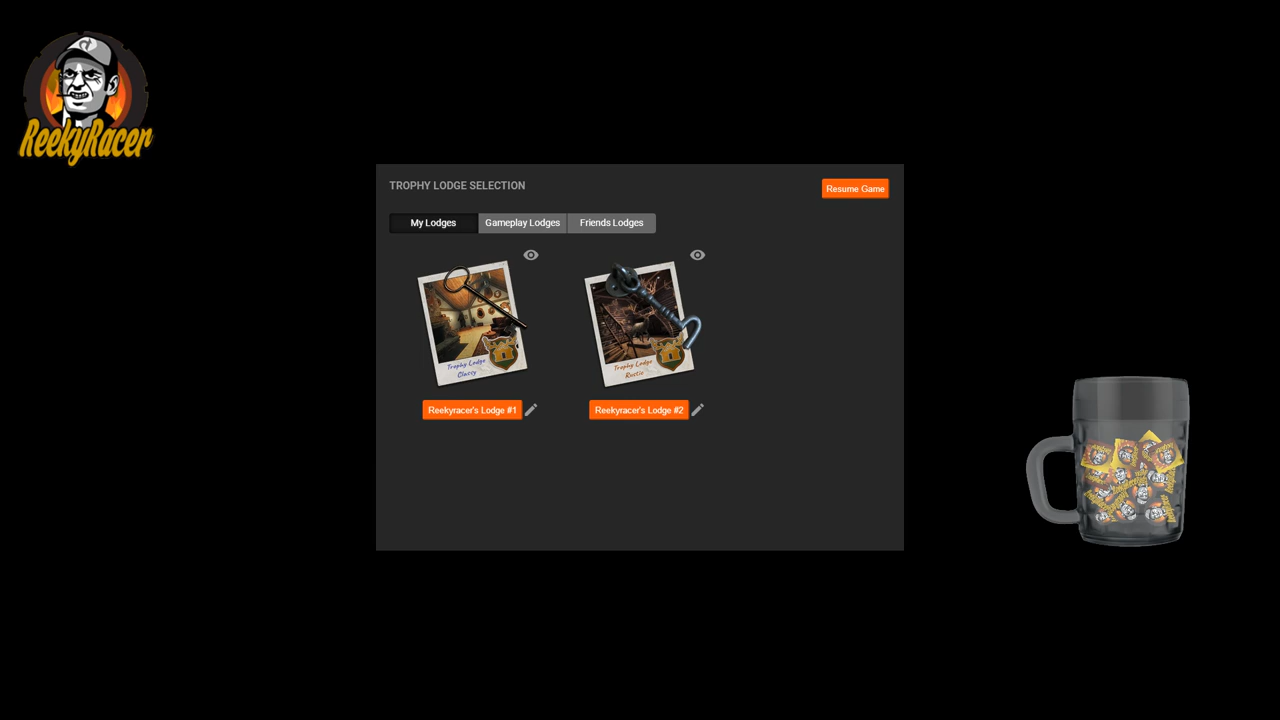 ReekyRacer
TROPHY LODGE SELECTION
Resume Game
My Lodges
Gameplay Lodges
Friends Lodges
Trophy Lodge
Classy
Trophy Lodge
Rustic
Reekyracer's Lodge #1
Reekyracer's Lodge #2